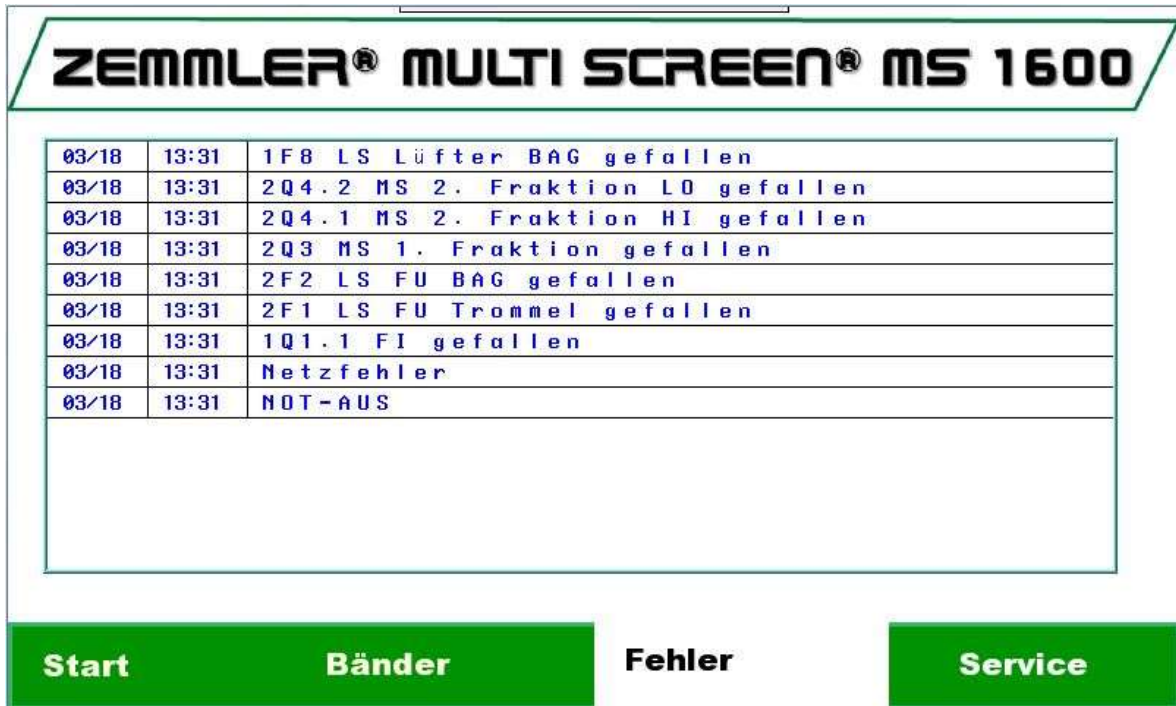 ZEMMLER® MULTI SCREEN® MS 1600
03/18 13:31 1F8 LS Lüfter BAG gefallen
03/18 13:31 2Q4.2 MS 2. Fraktion LO gefallen
03/18 13:31 2Q4.1 MS 2. Fraktion HI gefallen
03/18 13:31 2Q3 MS 1. Fraktion gefallen
03/18 13:31 2F2 LS FU BAG gefallen
03/18 13:31 2F1 LS FU Trommel gefallen
03/18 13:31 1Q1.1 FI gefallen
03/18 13:31 Netzfehler
03/18 13:31 NOT-AUS
Start Bänder Fehler Service